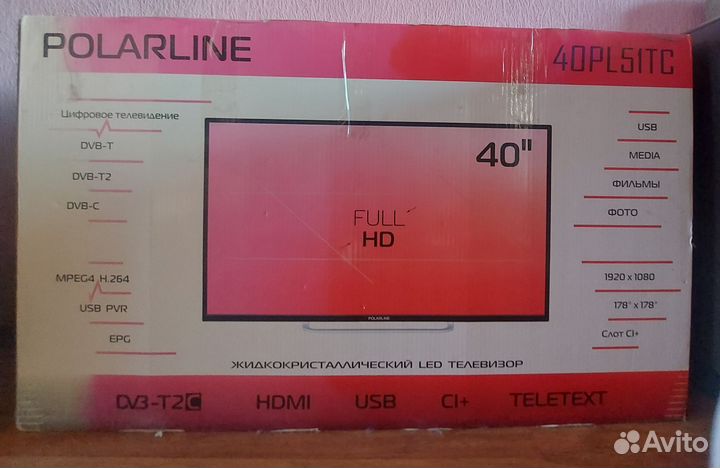 POLARLINE
40PL51TC
Цифровое телевидение
DVB-T
DVB-T2
DVB-C
MPEG4 H.264
USB PVR
EPG
40"
FULL
HD
POLARLINE
USB
MEDIA
ФИЛЬМЫ
ФОТО
1920 x 1080
178° x 178°
Слот CI+
ЖИДКОКРИСТАЛЛИЧЕСКИЙ LED ТЕЛЕВИЗОР
DVB-T2C HDMI USB CI+ TELETEXT
Avito